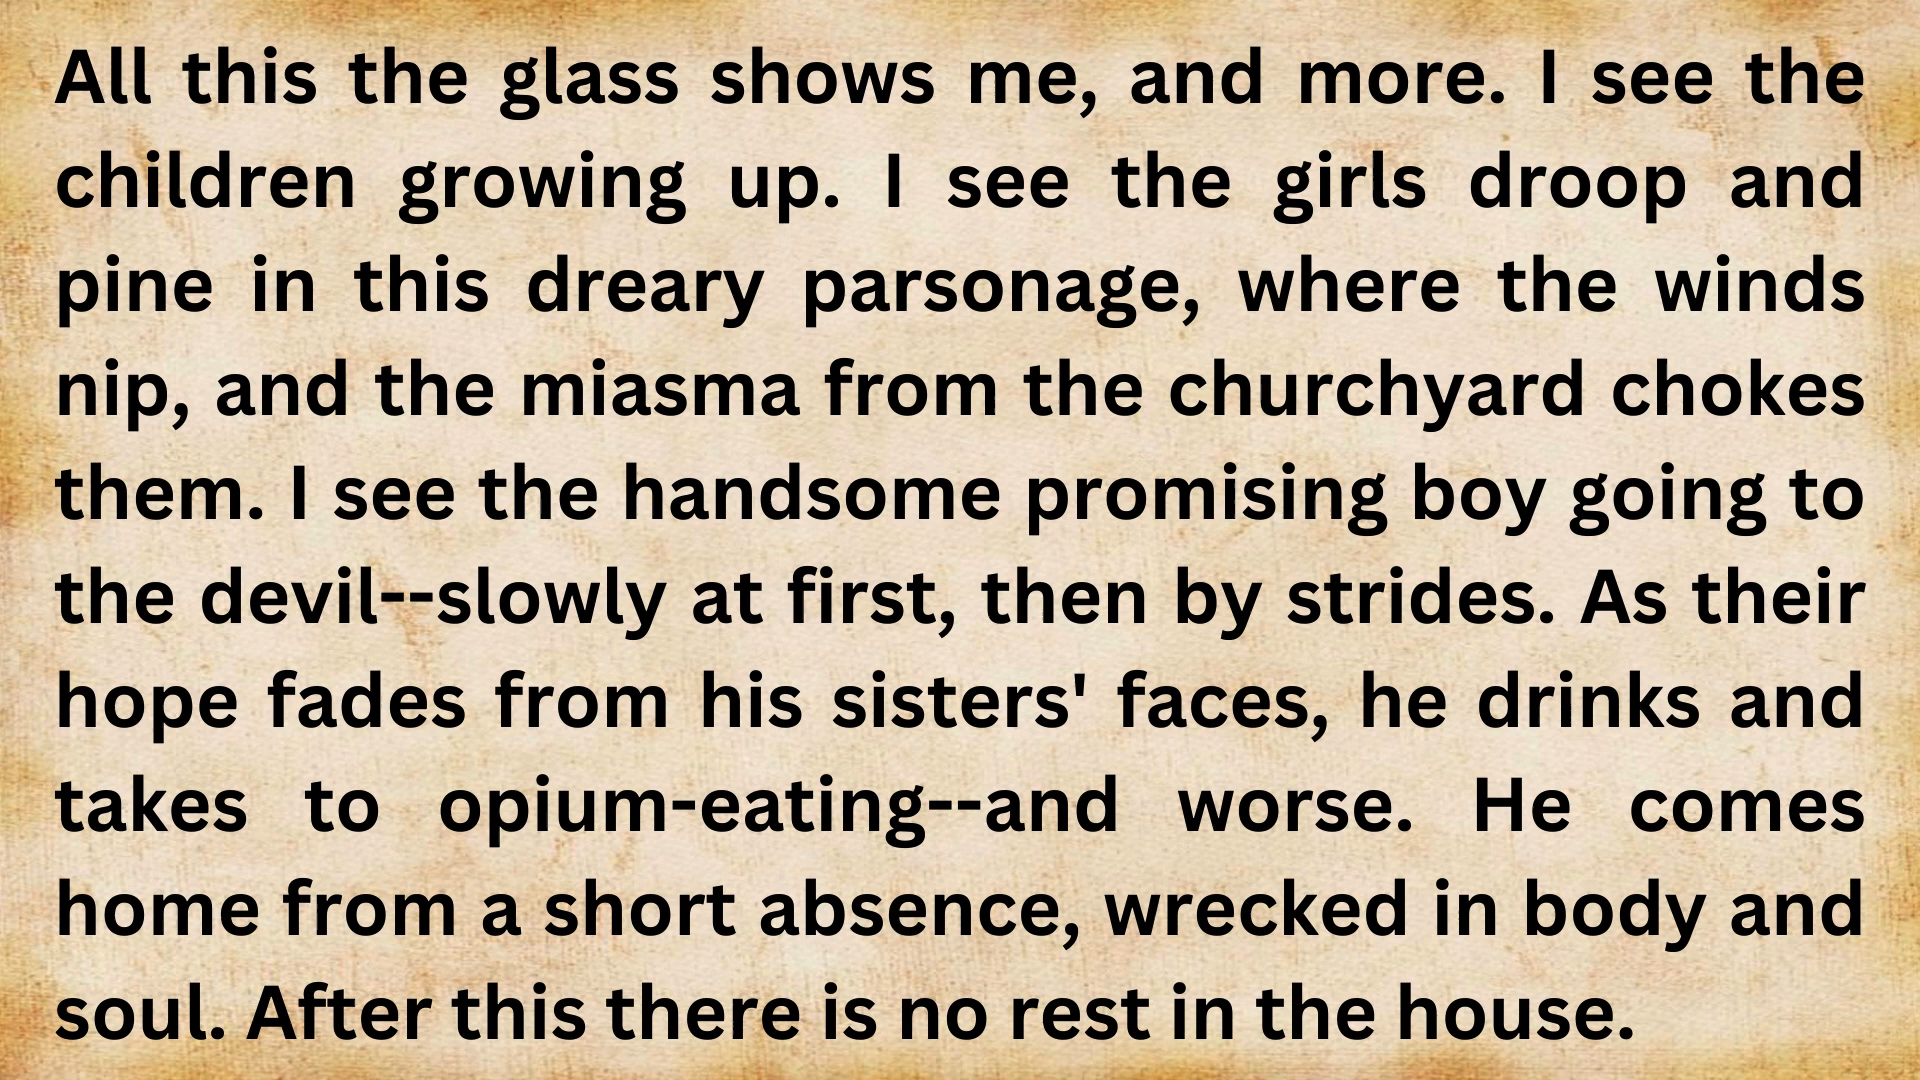 All this the glass shows me, and more. I see the
children growing up. I see the girls droop and
pine in this dreary parsonage, where the winds
nip, and the miasma from the churchyard chokes
them. I see the handsome promising boy going to
the devil--slowly at first, then by strides. As their
hope fades from his sisters' faces, he drinks and
takes to opium-eating--and worse. He comes
home from a short absence, wrecked in body and
soul. After this there is no rest in the house.